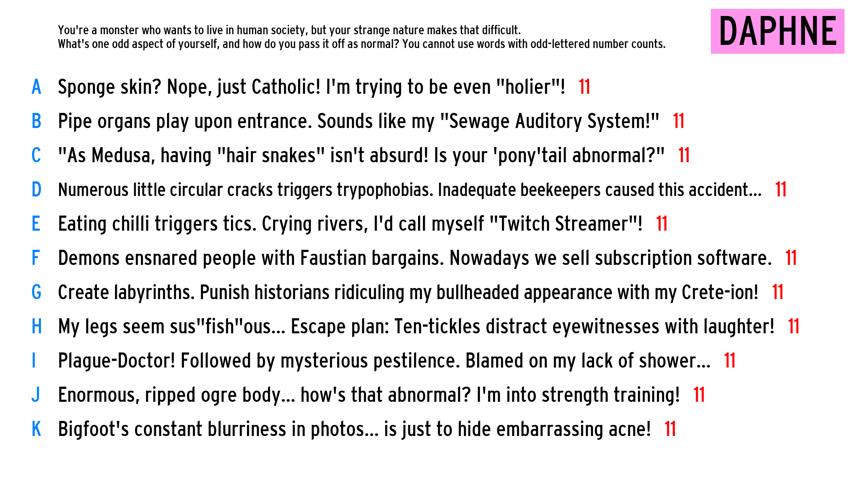 You're a monster who wants to live in human society, but your strange nature makes that difficult.
What's one odd aspect of yourself, and how do you pass it off as normal? You cannot use words with odd-lettered number counts.
DAPHNE
A Sponge skin? Nope, just Catholic! I'm trying to be even "holier"! 11
B Pipe organs play upon entrance. Sounds like my "Sewage Auditory System!" 11
C "As Medusa, having "hair snakes" isn't absurd! Is your 'pony'tail abnormal?" 11
D Numerous little circular cracks triggers trypophobias. Inadequate beekeepers caused this accident... 11
E Eating chilli triggers tics. Crying rivers, I'd call myself "Twitch Streamer"! 11
F Demons ensnared people with Faustian bargains. Nowadays we sell subscription software. 11
G Create labyrinths. Punish historians ridiculing my bullheaded appearance with my Crete-ion! 11
H My legs seem sus"fish"ous... Escape plan: Ten-tickles distract eyewitnesses with laughter! 11
I Plague-Doctor! Followed by mysterious pestilence. Blamed on my lack of shower... 11
J Enormous, ripped ogre body... how's that abnormal? I'm into strength training! 11
K Bigfoot's constant blurriness in photos... is just to hide embarrassing acne! 11